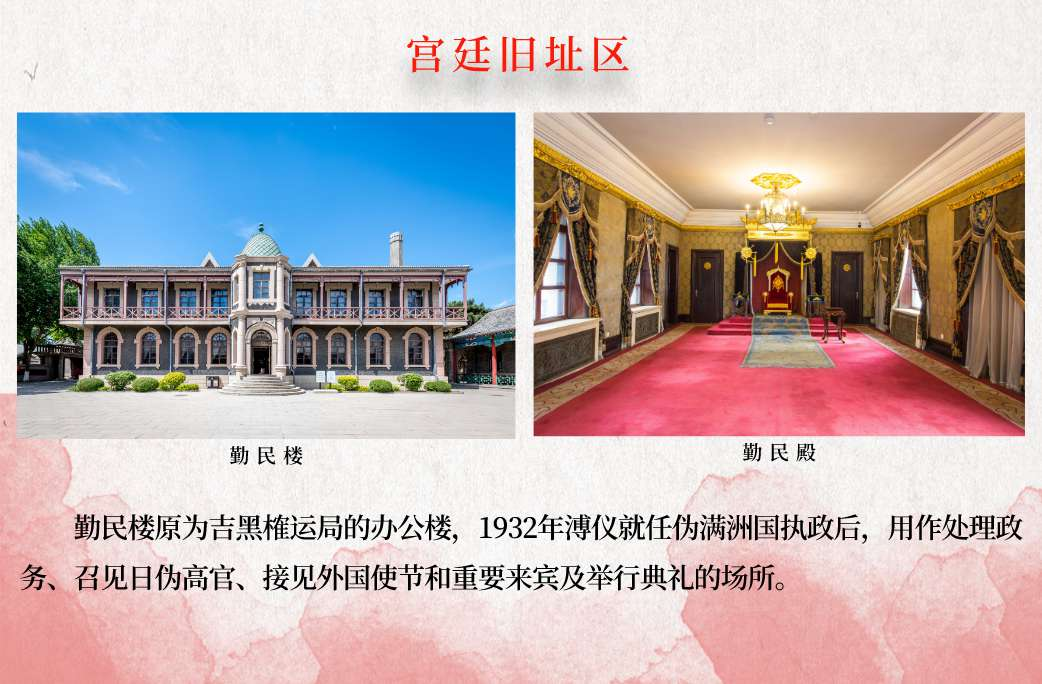 宫廷旧址区
勤民楼
勤民殿
勤民楼原为吉黑榷运局的办公楼，1932年溥仪就任伪满洲国执政后，用作处理政
务、召见日伪高官、接见外国使节和重要来宾及举行典礼的场所。